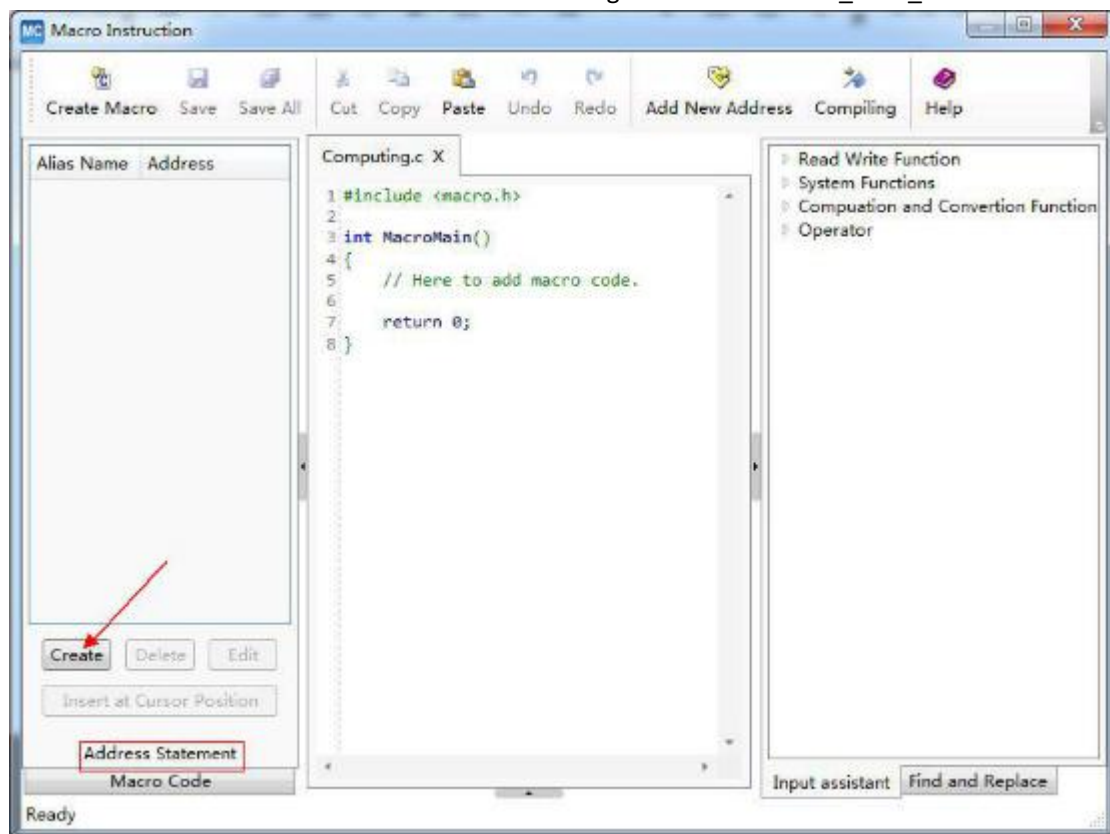 MC Macro Instruction
Create Macro Save Save All Cut Copy Paste Undo Redo Add New Address Compiling Help
Alias Name Address
Computing.c X
1 #include <macro.h>
2
3 int MacroMain()
4 {
5 // Here to add macro code.
6
7 return 0;
8 }
Read Write Function
System Functions
Compuation and Convertion Function
Operator
Create Delete Edit
Insert at Cursor Position
Address Statement
Macro Code
Input assistant Find and Replace
Ready